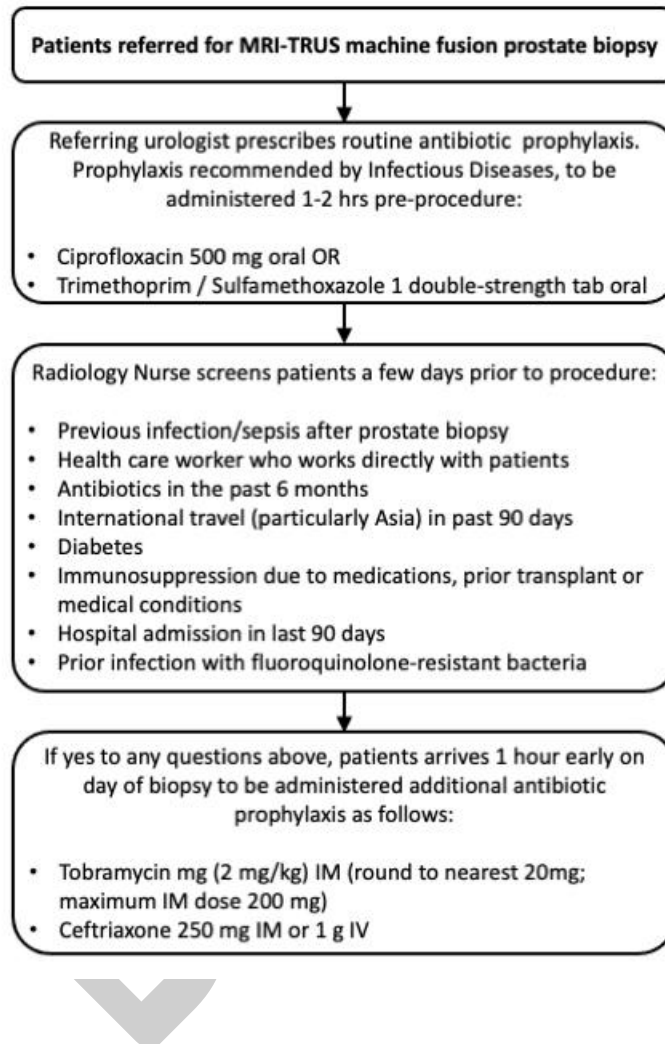 Patients referred for MRI-TRUS machine fusion prostate biopsy
Referring urologist prescribes routine antibiotic prophylaxis.
Prophylaxis recommended by Infectious Diseases, to be
administered 1-2 hrs pre-procedure:
• Ciprofloxacin 500 mg oral OR
• Trimethoprim / Sulfamethoxazole 1 double-strength tab oral
Radiology Nurse screens patients a few days prior to procedure:
• Previous infection/sepsis after prostate biopsy
• Health care worker who works directly with patients
• Antibiotics in the past 6 months
• International travel (particularly Asia) in past 90 days
• Diabetes
• Immunosuppression due to medications, prior transplant or
medical conditions
• Hospital admission in last 90 days
• Prior infection with fluoroquinolone-resistant bacteria
If yes to any questions above, patients arrives 1 hour early on
day of biopsy to be administered additional antibiotic
prophylaxis as follows:
• Tobramycin mg (2 mg/kg) IM (round to nearest 20mg;
maximum IM dose 200 mg)
• Ceftriaxone 250 mg IM or 1 g IV